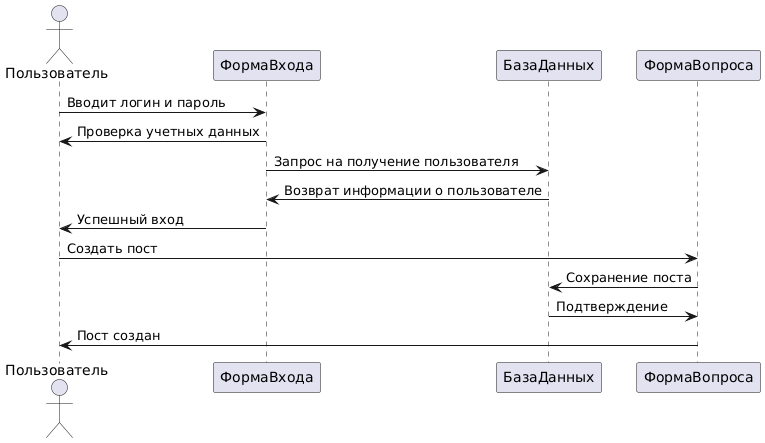 Пользователь
ФормаВхода
БазаДанных
ФормаВопроса
Вводит логин и пароль
Проверка учетных данных
Запрос на получение пользователя
Возврат информации о пользователе
Успешный вход
Создать пост
Сохранение поста
Подтверждение
Пост создан
Пользователь
ФормаВхода
БазаДанных
ФормаВопроса